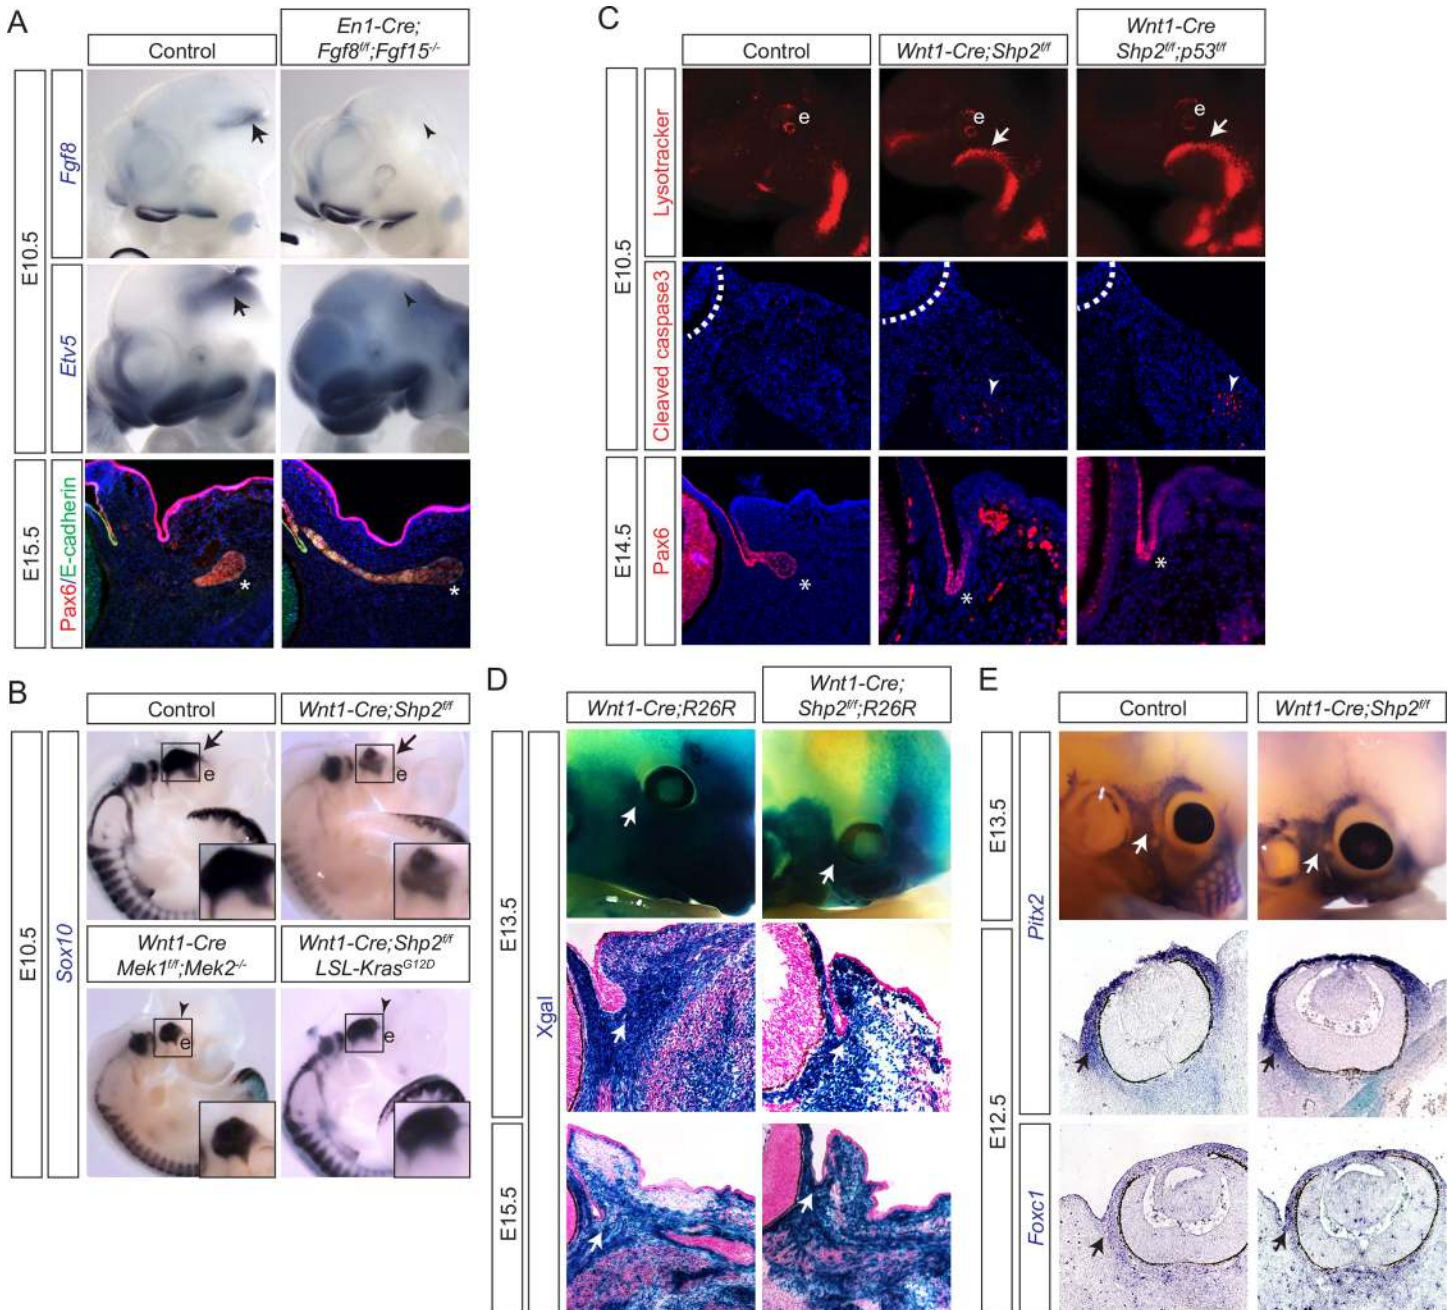 A
Control
En1-Cre;
Fgf8f/f;Fgf15-/-
E10.5
Fgf8
Etv5
E15.5
Pax6/E-cadherin
*
*
B
Control
Wnt1-Cre;Shp2f/f
E10.5
Sox10
e
e
Wnt1-Cre
Mek1f/f;Mek2-/-
Wnt1-Cre;Shp2f/f
LSL-KrasG12D
e
e
C
Control
Wnt1-Cre;Shp2f/f
Wnt1-Cre
Shp2f/f;p53f/f
E10.5
Lysotracker
e
e
e
Cleaved caspase3
E14.5
Pax6
*
*
*
D
Wnt1-Cre;R26R
Wnt1-Cre;
Shp2f/f;R26R
E13.5
Xgal
E15.5
E
Control
Wnt1-Cre;Shp2f/f
E13.5
Pitx2
E12.5
Foxc1